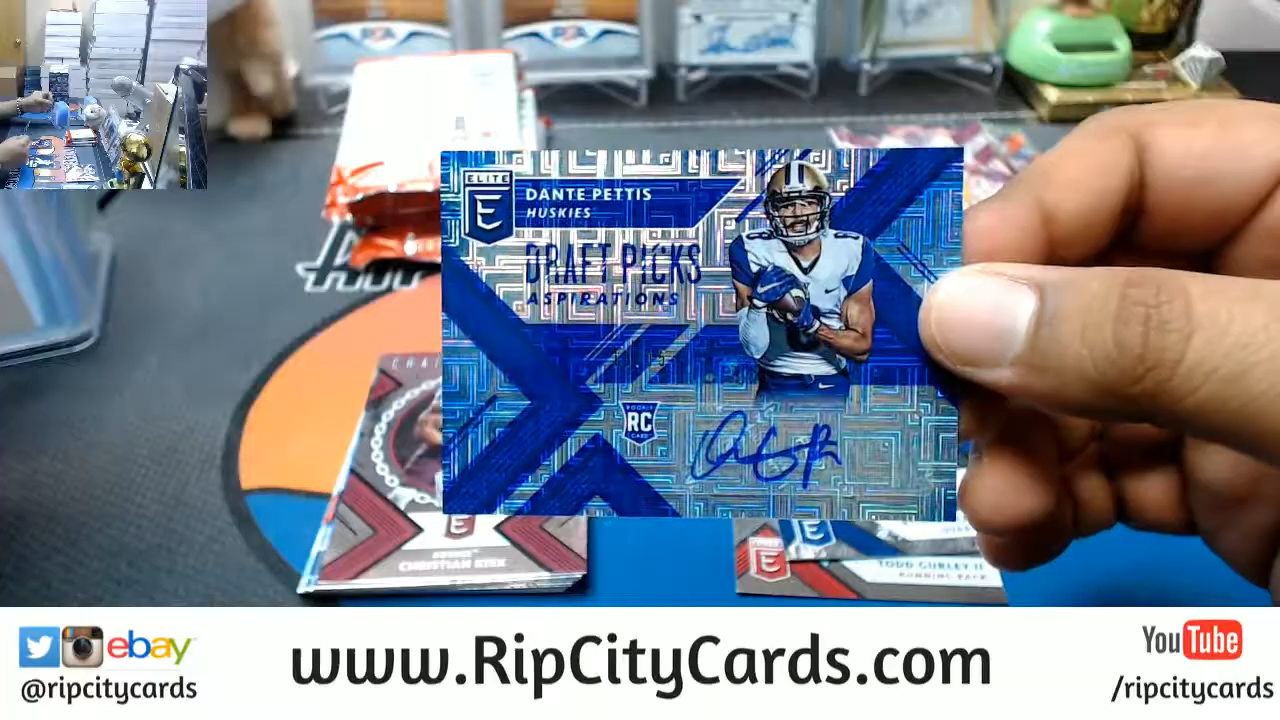 ELITE
E
DANTE PETTIS
HUSKIES
DRAFT PICKS
ASPIRATIONS
8
ROOKIE
RC
CARD
E
CHRISTIAN KIRK
E
E
TODD GURLEY II
RUNNING BACK
ebay
@ripcitycards
www.RipCityCards.com
YouTube
/ripcitycards